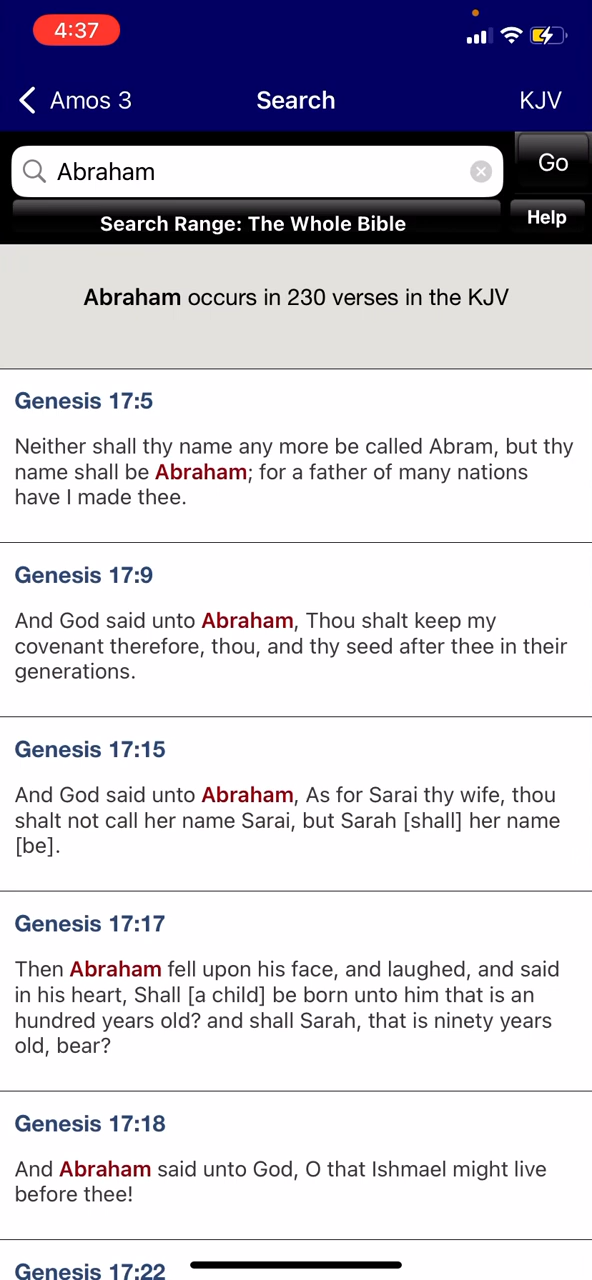 4:37
Amos 3
Search
KJV
Abraham
Go
Search Range: The Whole Bible
Help
Abraham occurs in 230 verses in the KJV
Genesis 17:5
Neither shall thy name any more be called Abram, but thy
name shall be Abraham; for a father of many nations
have I made thee.
Genesis 17:9
And God said unto Abraham, Thou shalt keep my
covenant therefore, thou, and thy seed after thee in their
generations.
Genesis 17:15
And God said unto Abraham, As for Sarai thy wife, thou
shalt not call her name Sarai, but Sarah [shall] her name
[be].
Genesis 17:17
Then Abraham fell upon his face, and laughed, and said
in his heart, Shall [a child] be born unto him that is an
hundred years old? and shall Sarah, that is ninety years
old, bear?
Genesis 17:18
And Abraham said unto God, O that Ishmael might live
before thee!
Genesis 17:22